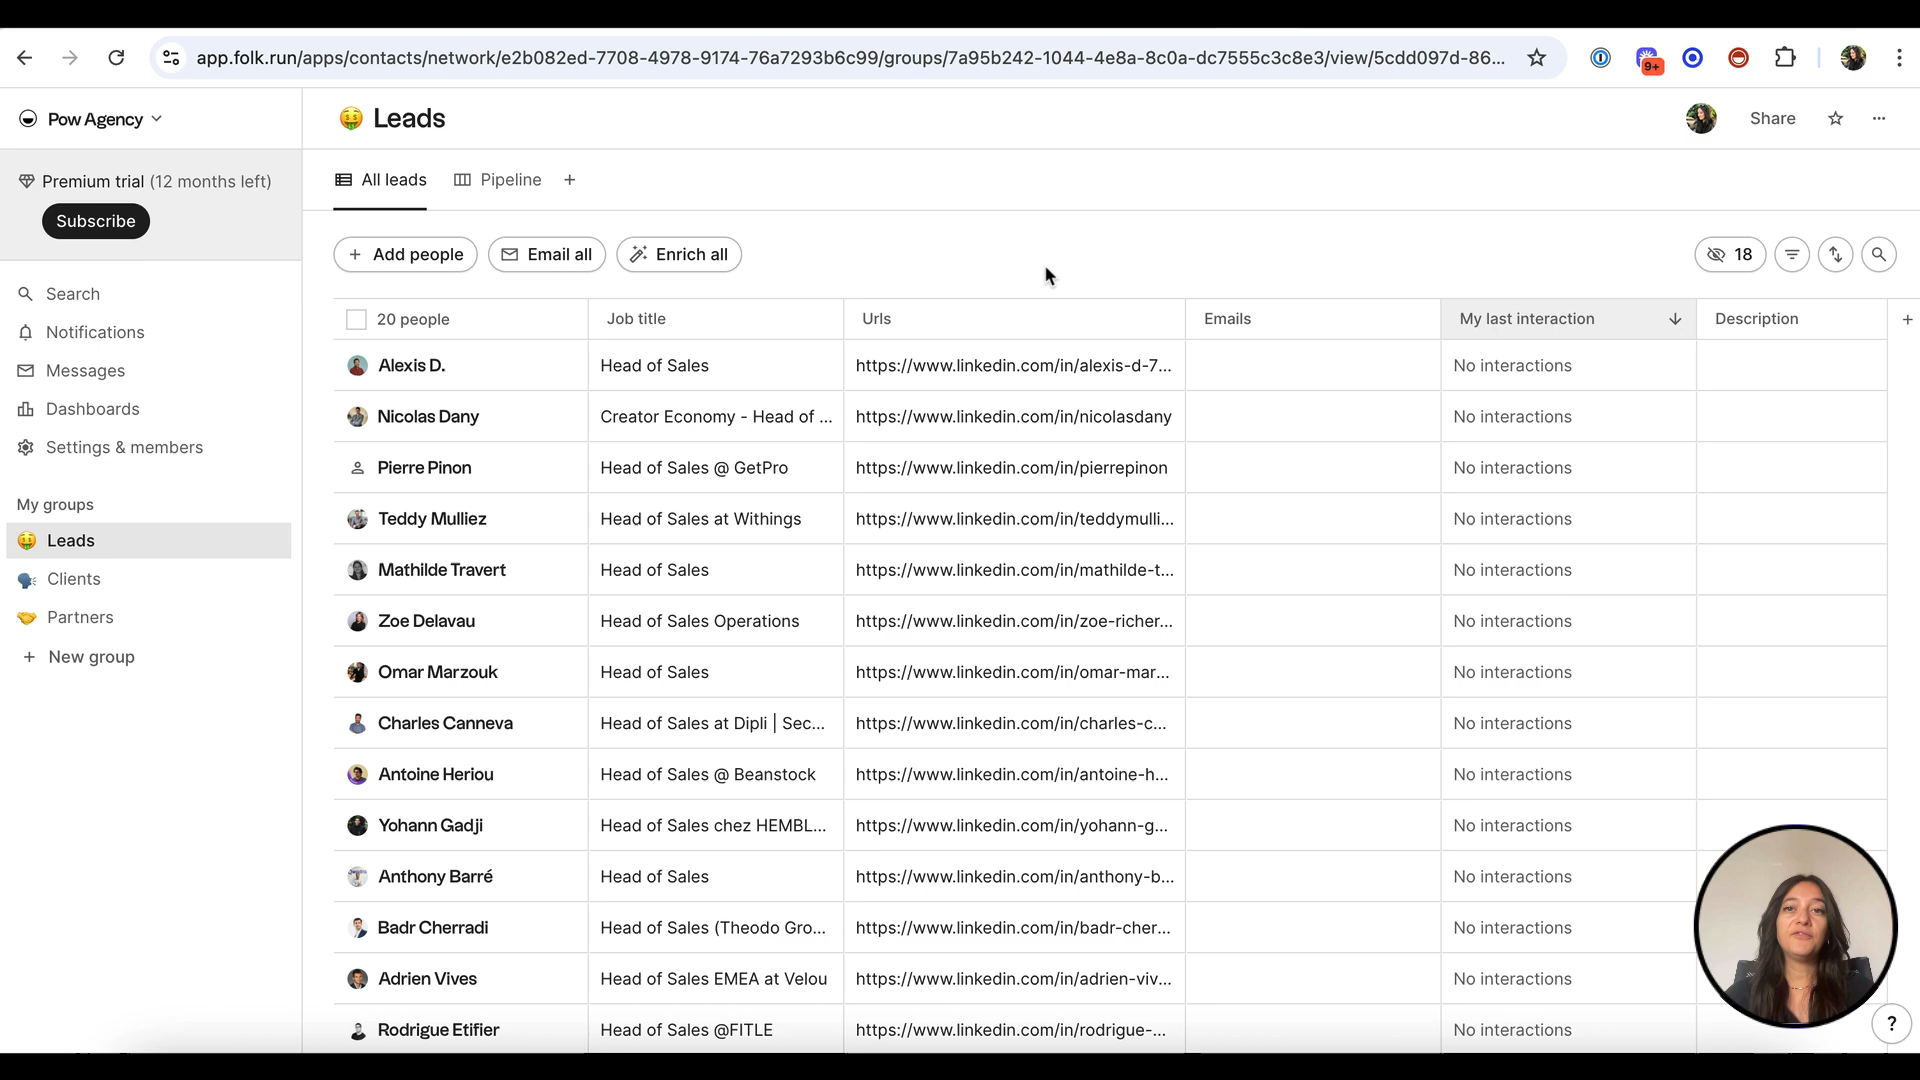 app.folk.run/apps/contacts/network/e2b082ed-7708-4978-9174-76a7293b6c99/groups/7a95b242-1044-4e8a-8c0a-dc7555c3c8e3/view/5cdd097d-86...
9+
Pow Agency
Leads
Share
Premium trial (12 months left)
Subscribe
All leads
Pipeline
Add people
Email all
Enrich all
18
Search
Notifications
Messages
Dashboards
Settings & members
My groups
Leads
Clients
Partners
New group
20 people Job title Urls Emails My last interaction Description
Alexis D. Head of Sales https://www.linkedin.com/in/alexis-d-7... No interactions
Nicolas Dany Creator Economy - Head of ... https://www.linkedin.com/in/nicolasdany No interactions
Pierre Pinon Head of Sales @ GetPro https://www.linkedin.com/in/pierrepinon No interactions
Teddy Mulliez Head of Sales at Withings https://www.linkedin.com/in/teddymulli... No interactions
Mathilde Travert Head of Sales https://www.linkedin.com/in/mathilde-t... No interactions
Zoe Delavau Head of Sales Operations https://www.linkedin.com/in/zoe-richer... No interactions
Omar Marzouk Head of Sales https://www.linkedin.com/in/omar-mar... No interactions
Charles Canneva Head of Sales at Dipli | Sec... https://www.linkedin.com/in/charles-c... No interactions
Antoine Heriou Head of Sales @ Beanstock https://www.linkedin.com/in/antoine-h... No interactions
Yohann Gadji Head of Sales chez HEMBL... https://www.linkedin.com/in/yohann-g... No interactions
Anthony Barré Head of Sales https://www.linkedin.com/in/anthony-b... No interactions
Badr Cherradi Head of Sales (Theodo Gro... https://www.linkedin.com/in/badr-cher... No interactions
Adrien Vives Head of Sales EMEA at Velou https://www.linkedin.com/in/adrien-viv... No interactions
Rodrigue Etifier Head of Sales @FITLE https://www.linkedin.com/in/rodrigue-... No interactions
?